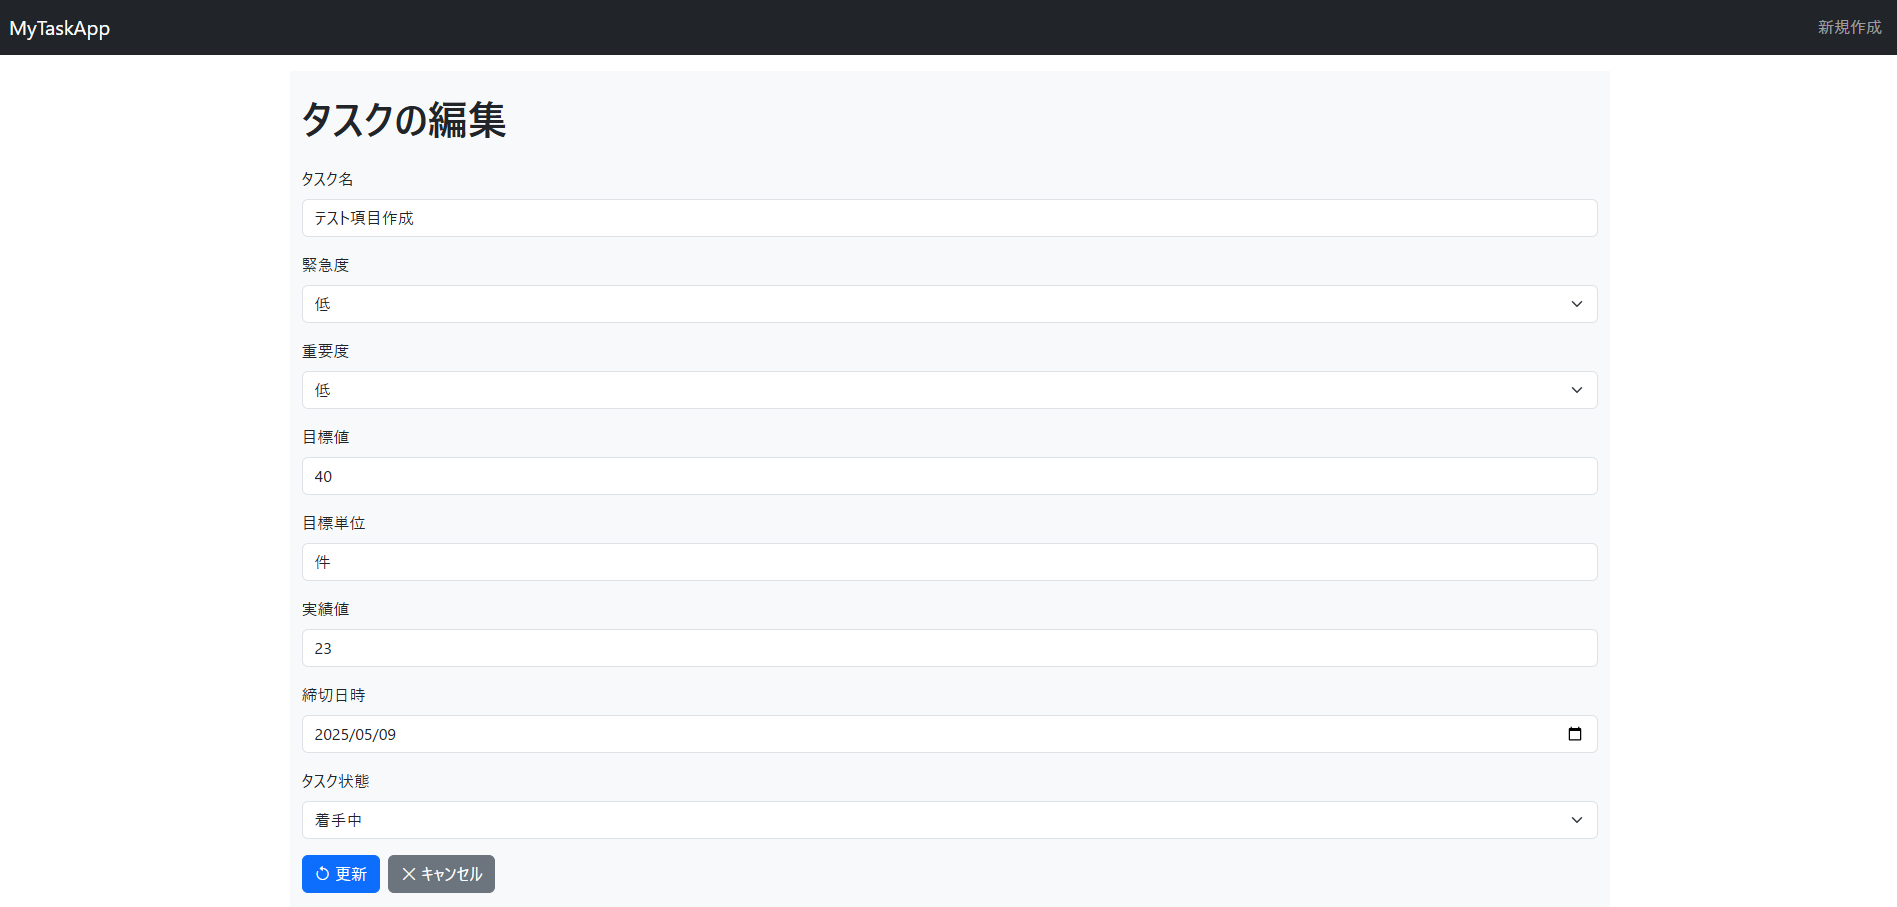 MyTaskApp
新規作成
タスクの編集
タスク名
テスト項目作成
緊急度
低
重要度
低
目標値
40
目標単位
件
実績値
23
締切日時
2025/05/09
タスク状態
着手中
更新
キャンセル